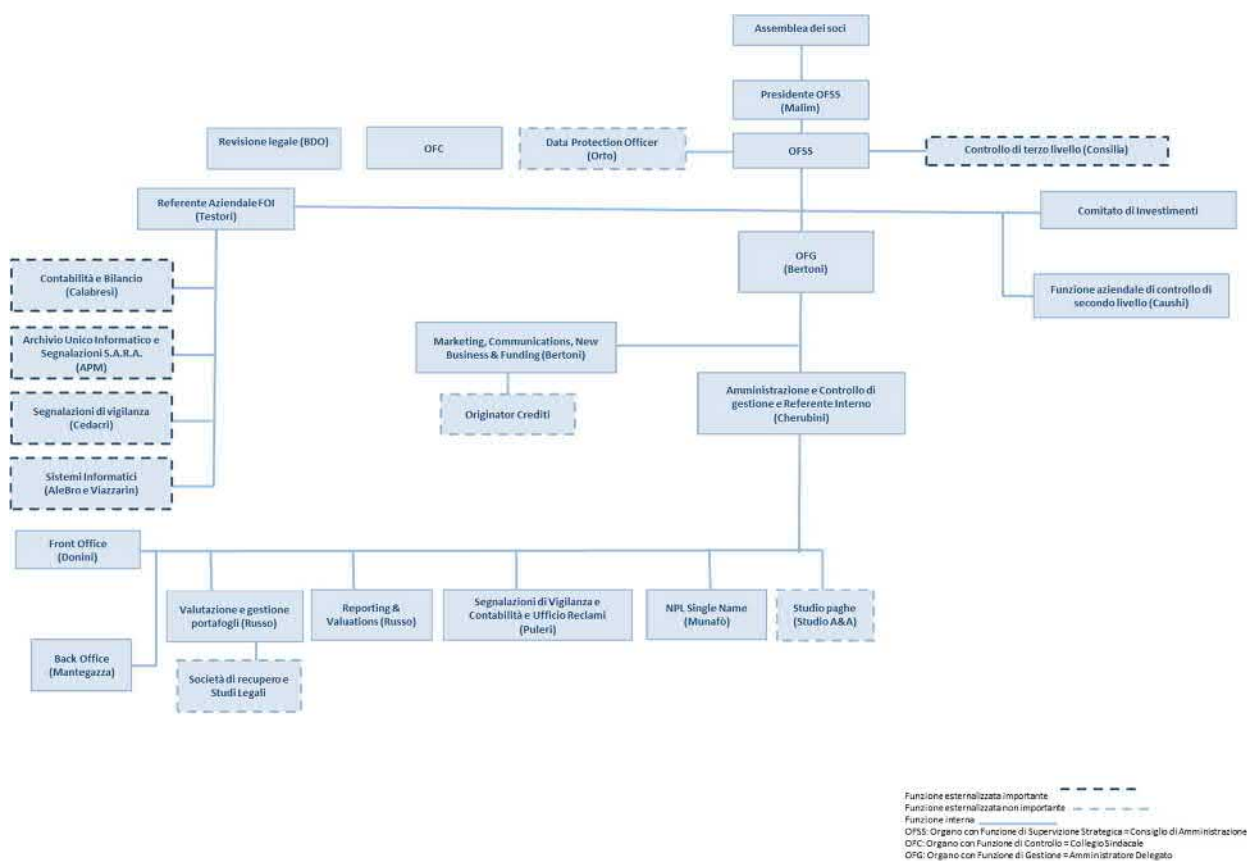 Assemblea dei soci
Presidente OFSS
(Malim)
Revisione legale (BDO)
OFC
Data Protection Officer
(Orto)
OFSS
Controllo di terzo livello (Consilia)
Referente Aziendale FOI
(Testori)
Comitato di Investimenti
OFG
(Bertoni)
Contabilità e Bilancio
(Calabresi)
Funzione aziendale di controllo di
secondo livello (Caushi)
Archivio Unico Informatico e
Segnalazioni S.A.R.A.
(APM)
Marketing, Communications, New
Business & Funding (Bertoni)
Amministrazione e Controllo di
gestione e Referente Interno
(Cherubini)
Segnalazioni di vigilanza
(Cedacri)
Originator Crediti
Sistemi Informatici
(AleBro e Viazzarin)
Front Office
(Donini)
Valutazione e gestione
portafogli (Russo)
Reporting &
Valuations (Russo)
Segnalazioni di Vigilanza e
Contabilità e Ufficio Reclami
(Puleri)
NPL Single Name
(Munafò)
Studio paghe
(Studio A&A)
Back Office
(Mantegazza)
Società di recupero e
Studi Legali
Funzione esternalizzata importante
Funzione esternalizzata non importante
Funzione interna
OFSS: Organo con Funzione di Supervizione Strategica = Consiglio di Amministrazione
OFC: Organo con Funzione di Controllo = Collegio Sindacale
OFG: Organo con Funzione di Gestione = Amministratore Delegato